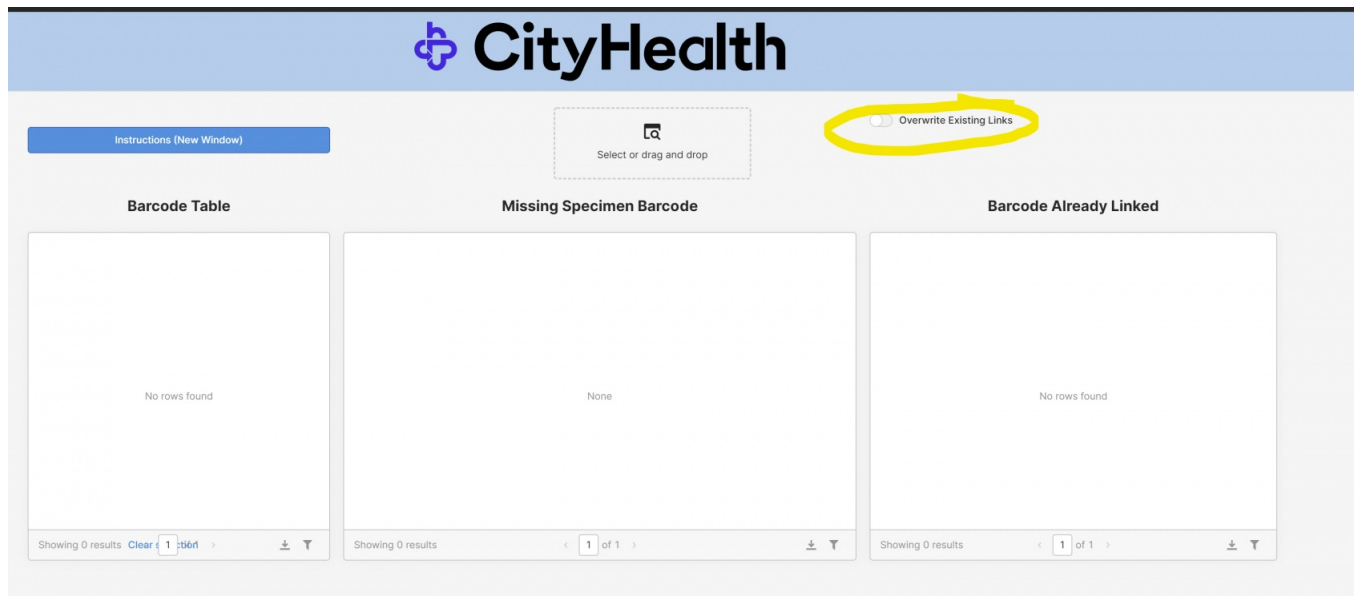 CityHealth
Instructions (New Window)
Select or drag and drop
Overwrite Existing Links
Barcode Table
Missing Specimen Barcode
Barcode Already Linked
No rows found
None
No rows found
Showing 0 results Clear 1
Showing 0 results 1 of 1
Showing 0 results 1 of 1